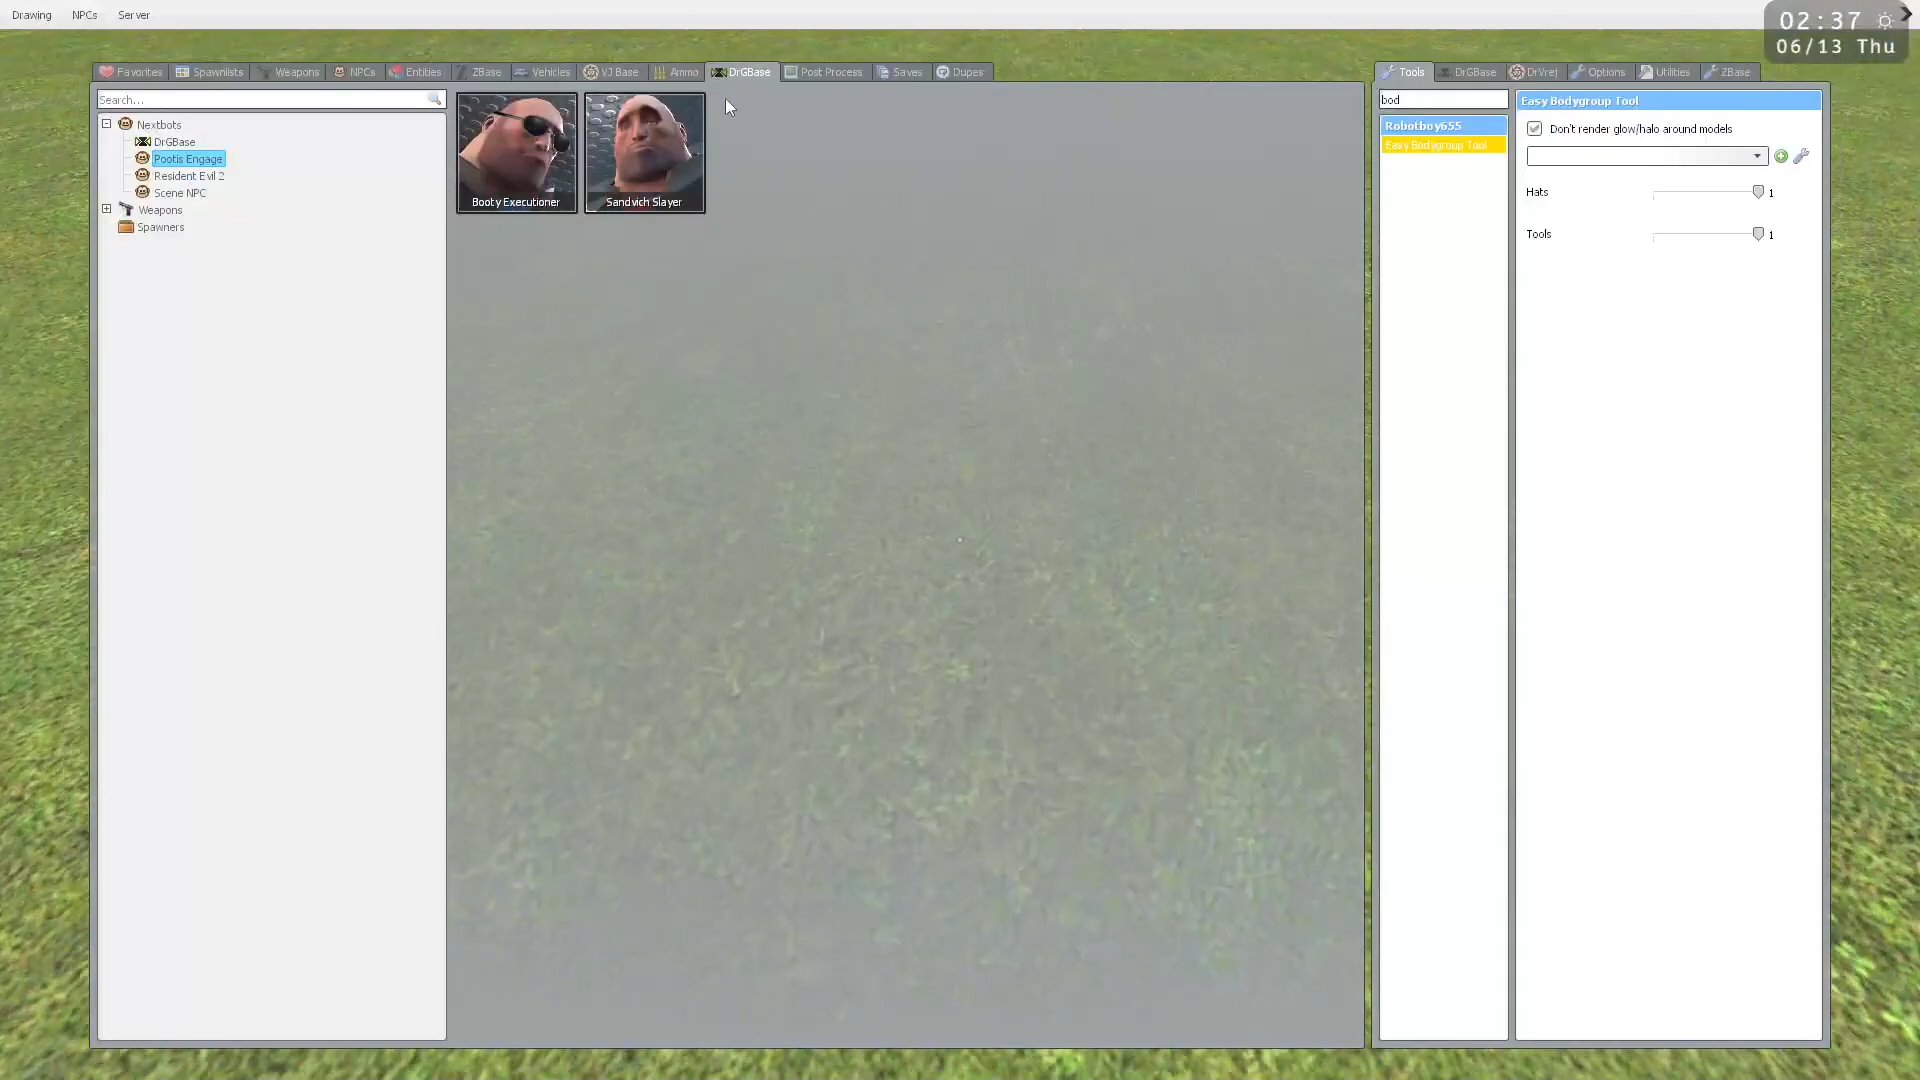 Drawing NPCs Server
02:37
06/13 Thu
Favorites Spawnlists Weapons NPCs Entities ZBase Vehicles VJ Base Ammo DrGBase Post Process Saves Dupes
Search...
Nextbots
DrGBase
Pootis Engage
Resident Evil 2
Scene NPC
Weapons
Spawners
Booty Executioner
Sandvich Slayer
Tools DrGBase DrVrej Options Utilities ZBase
bod
Robotboy655
Easy Bodygroup Tool
Easy Bodygroup Tool
Don't render glow/halo around models
Hats 1
Tools 1